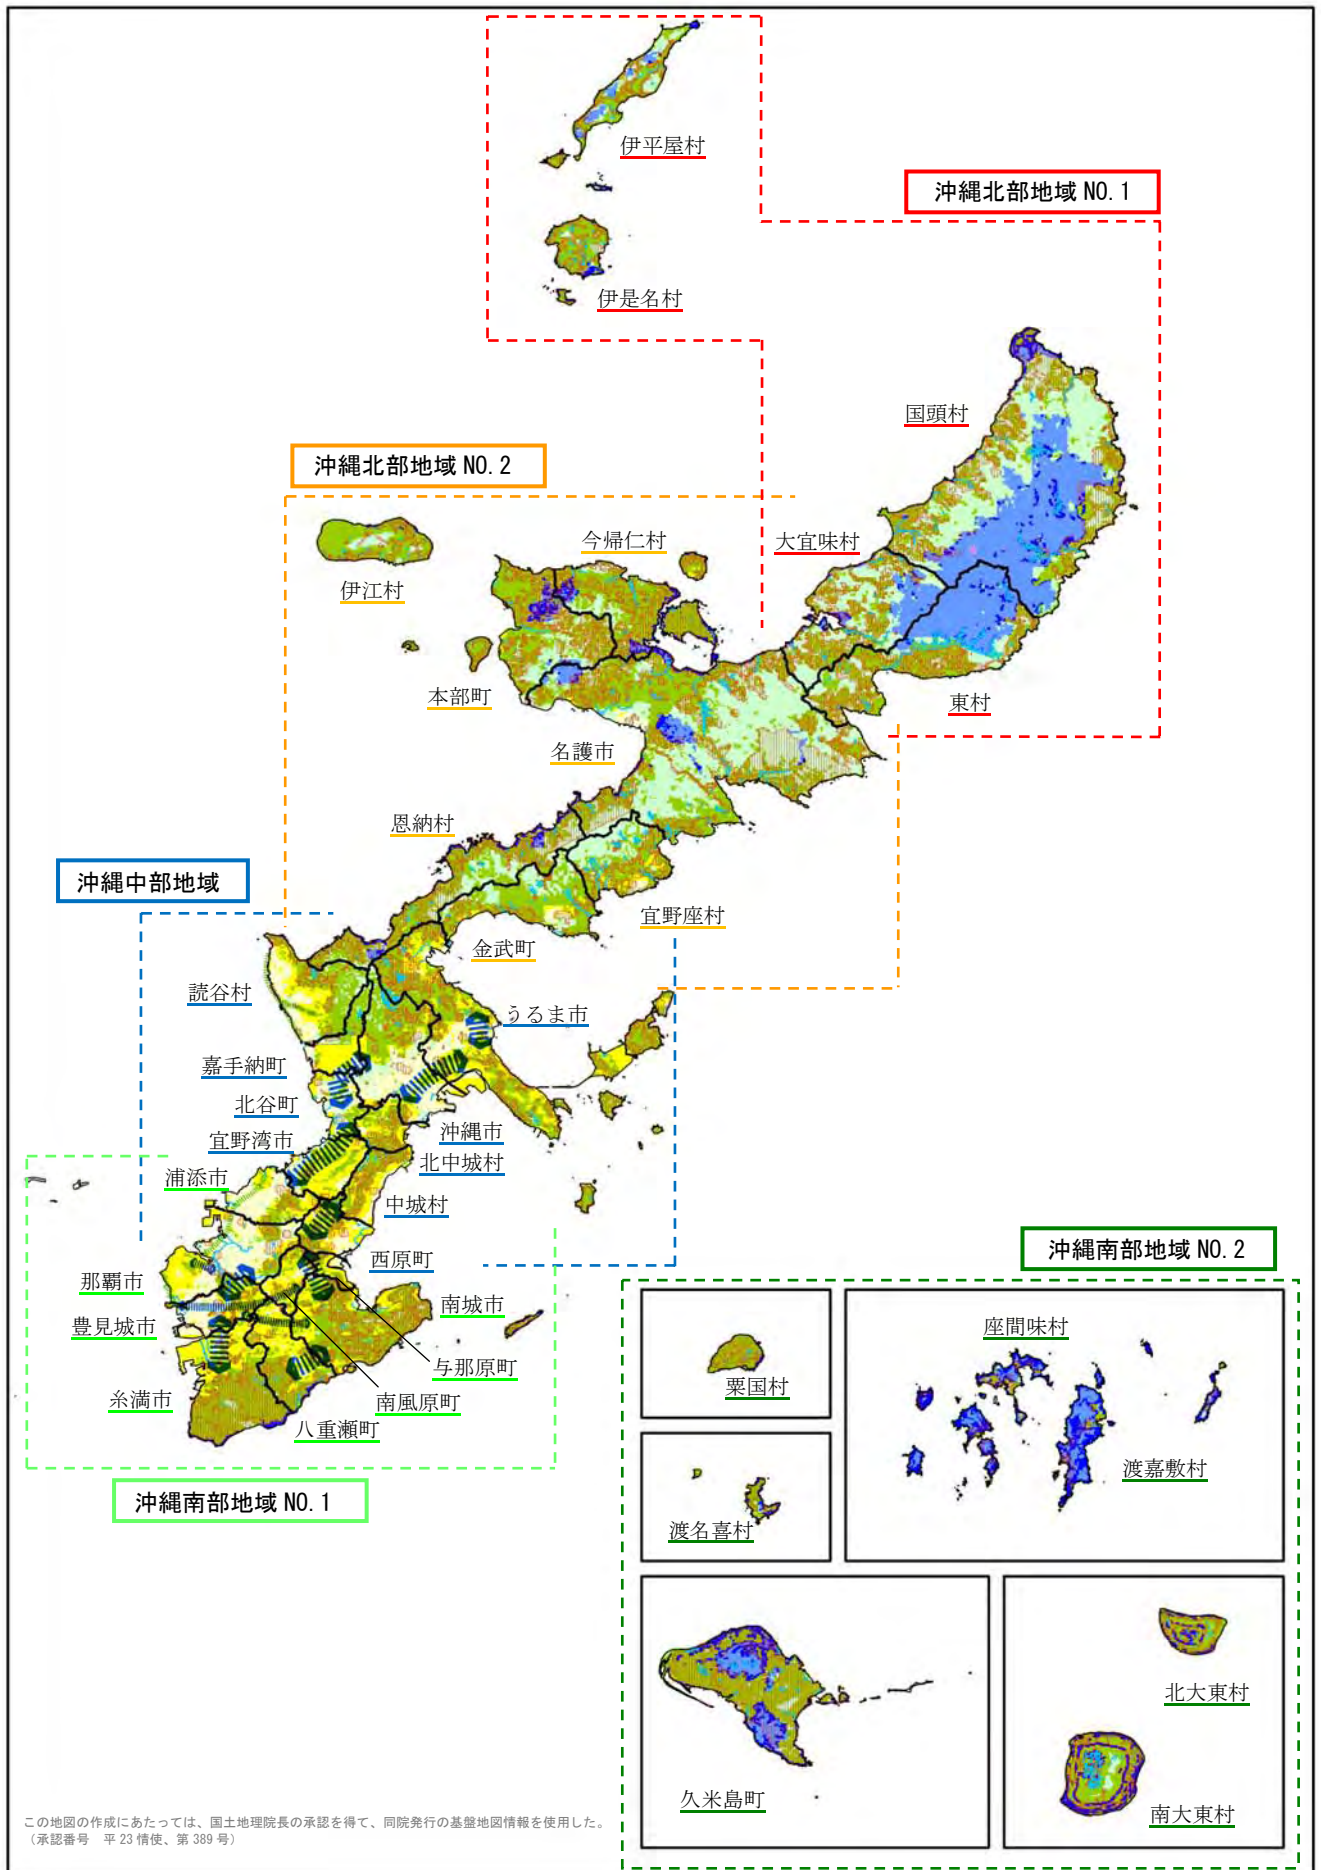 伊平屋村
沖縄北部地域 NO.1
伊是名村
国頭村
沖縄北部地域 NO.2
今帰仁村
大宜味村
伊江村
本部町
東村
名護市
恩納村
沖縄中部地域
宜野座村
金武町
読谷村
うるま市
嘉手納町
北谷町
沖縄市
宜野湾市
北中城村
浦添市
中城村
沖縄南部地域 NO.2
西原町
那覇市
南城市
豊見城市
与那原町
糸満市
南風原町
八重瀬町
沖縄南部地域 NO.1
座間味村
粟国村
渡嘉敷村
渡名喜村
北大東村
久米島町
南大東村
この地図の作成にあたっては、国土地理院長の承認を得て、同院発行の基盤地図情報を使用した。
（承認番号 平 23 情使、第 389 号）